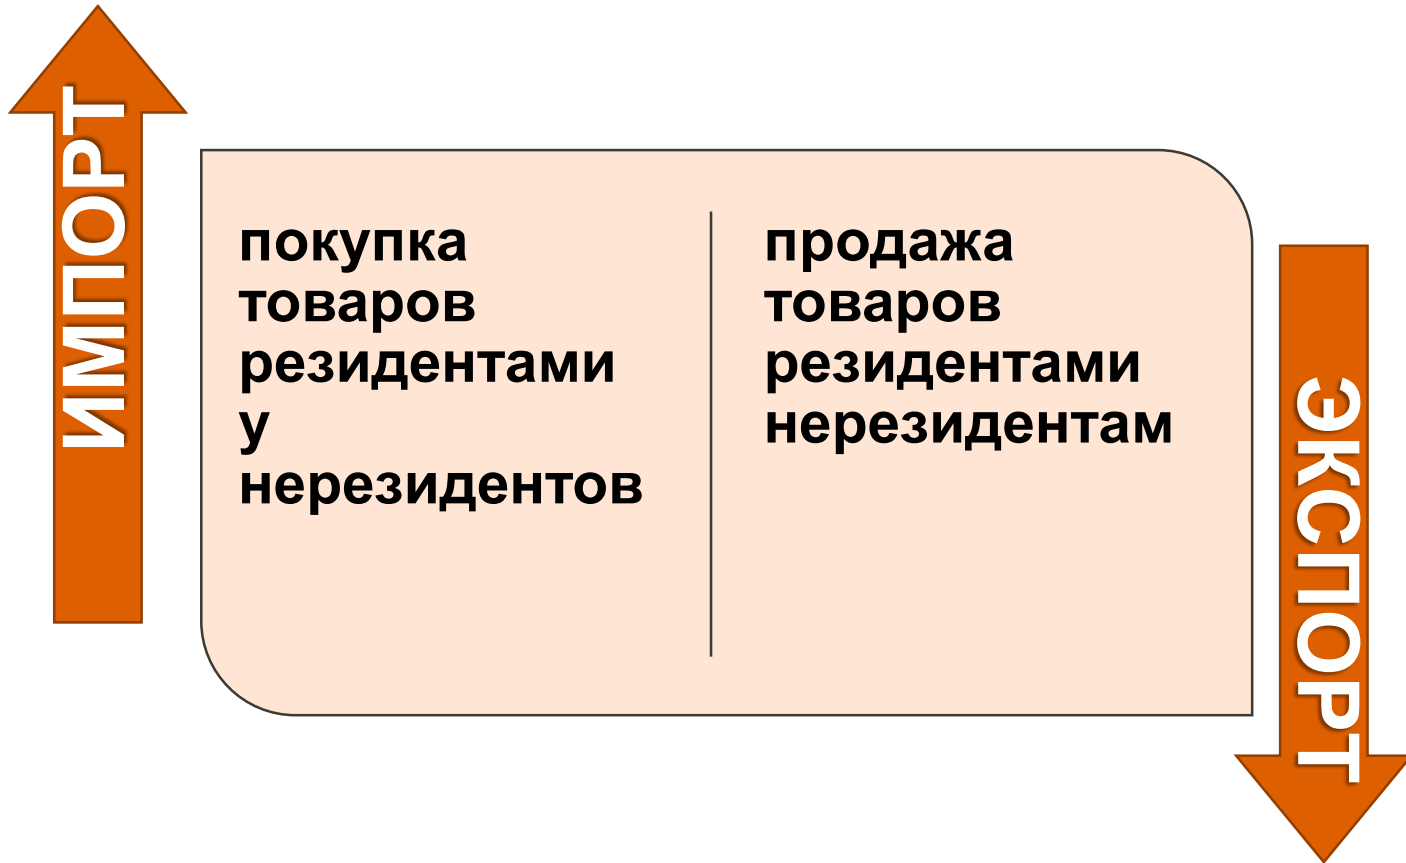 ИМПОРТ
покупка
товаров
резидентами
у
нерезидентов
продажа
товаров
резидентами
нерезидентам
ЭКСПОРТ